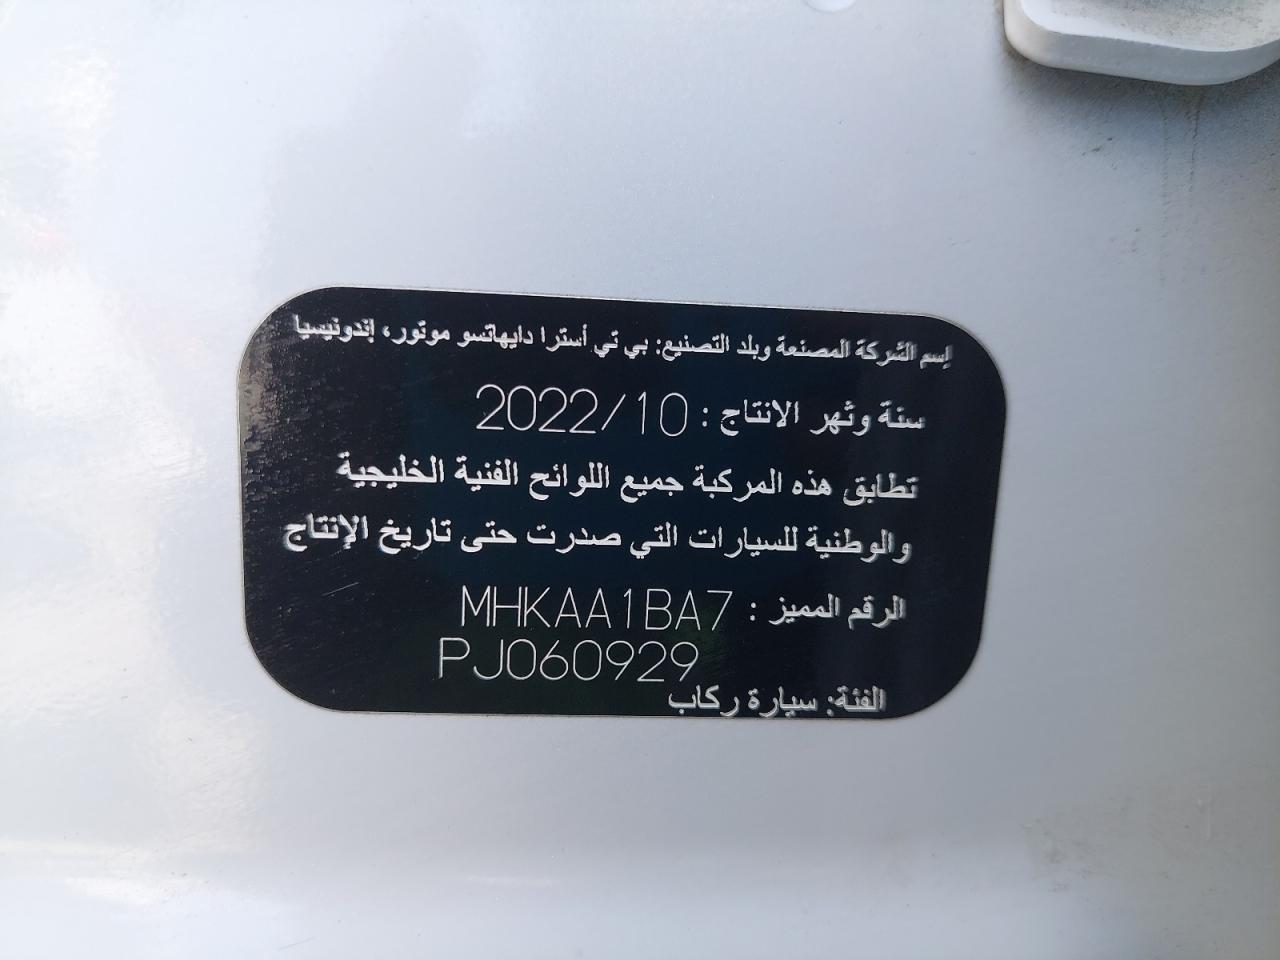 إسم الشركة المصنعة وبلد التصنيع: بي تي أسترا دايهاتسو موتور، إندونيسيا
سنة وشهر الانتاج : 2022/10
تطابق هذه المركبة جميع اللوائح الفنية الخليجية
والوطنية للسيارات التي صدرت حتى تاريخ الإنتاج
الرقم المميز : MHKAA1BA7
PJ060929
الفئة: سيارة ركاب